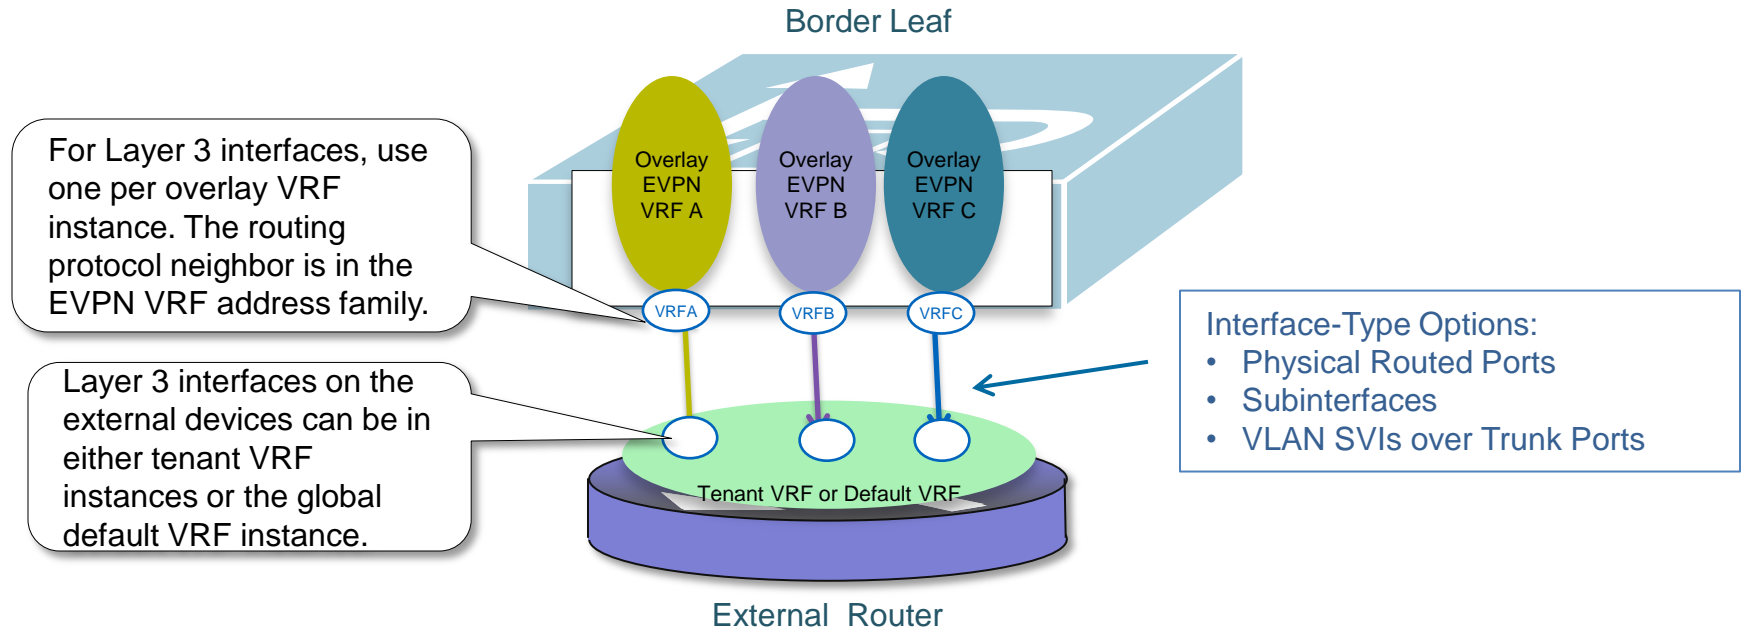 Border Leaf
For Layer 3 interfaces, use
one per overlay VRF
instance. The routing
protocol neighbor is in the
EVPN VRF address family.
Overlay
EVPN
VRF A
Overlay
EVPN
VRF B
Overlay
EVPN
VRF C
VRFA
VRFB
VRFC
Interface-Type Options:
• Physical Routed Ports
• Subinterfaces
• VLAN SVIs over Trunk Ports
Layer 3 interfaces on the
external devices can be in
either tenant VRF
instances or the global
default VRF instance.
Tenant VRF or Default VRF
External Router